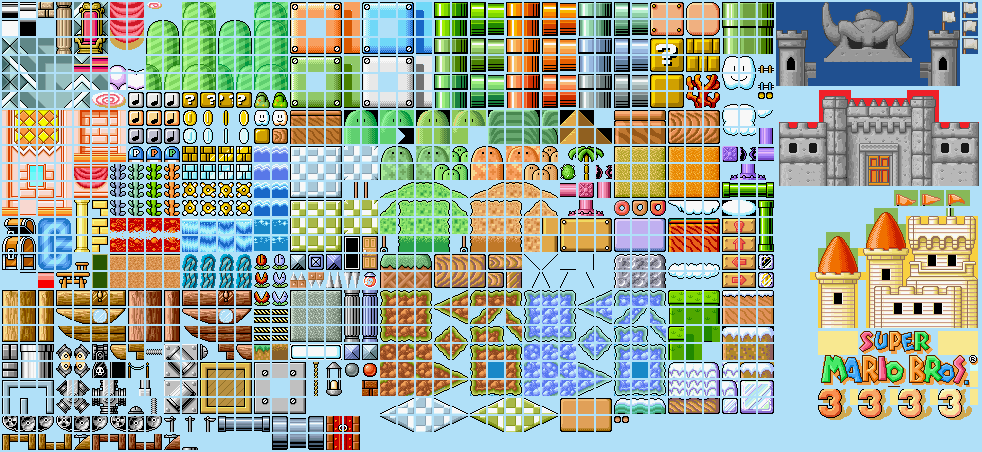 ? ? ? ?
?
P P P
SUPER
MARIO BROS.®
3 3 3 3